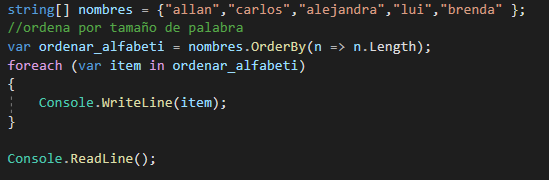 string[] nombres = {"allan","carlos","alejandra","lui","brenda" };
//ordena por tamaño de palabra
var ordenar_alfabeti = nombres.OrderBy(n => n.Length);
foreach (var item in ordenar_alfabeti)
{
    Console.WriteLine(item);
}
Console.ReadLine();